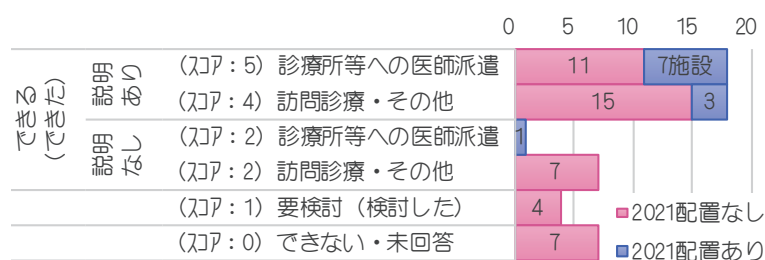 0 5 10 15 20
できる
(できた)
説明
あり
(ｽｺｱ：5) 診療所等への医師派遣 11 7施設
(ｽｺｱ：4) 訪問診療・その他 15 3
説明
なし
(ｽｺｱ：2) 診療所等への医師派遣 1
(ｽｺｱ：2) 訪問診療・その他 7
(ｽｺｱ：1) 要検討（検討した） 4
(ｽｺｱ：0) できない・未回答 7
2021配置なし
2021配置あり